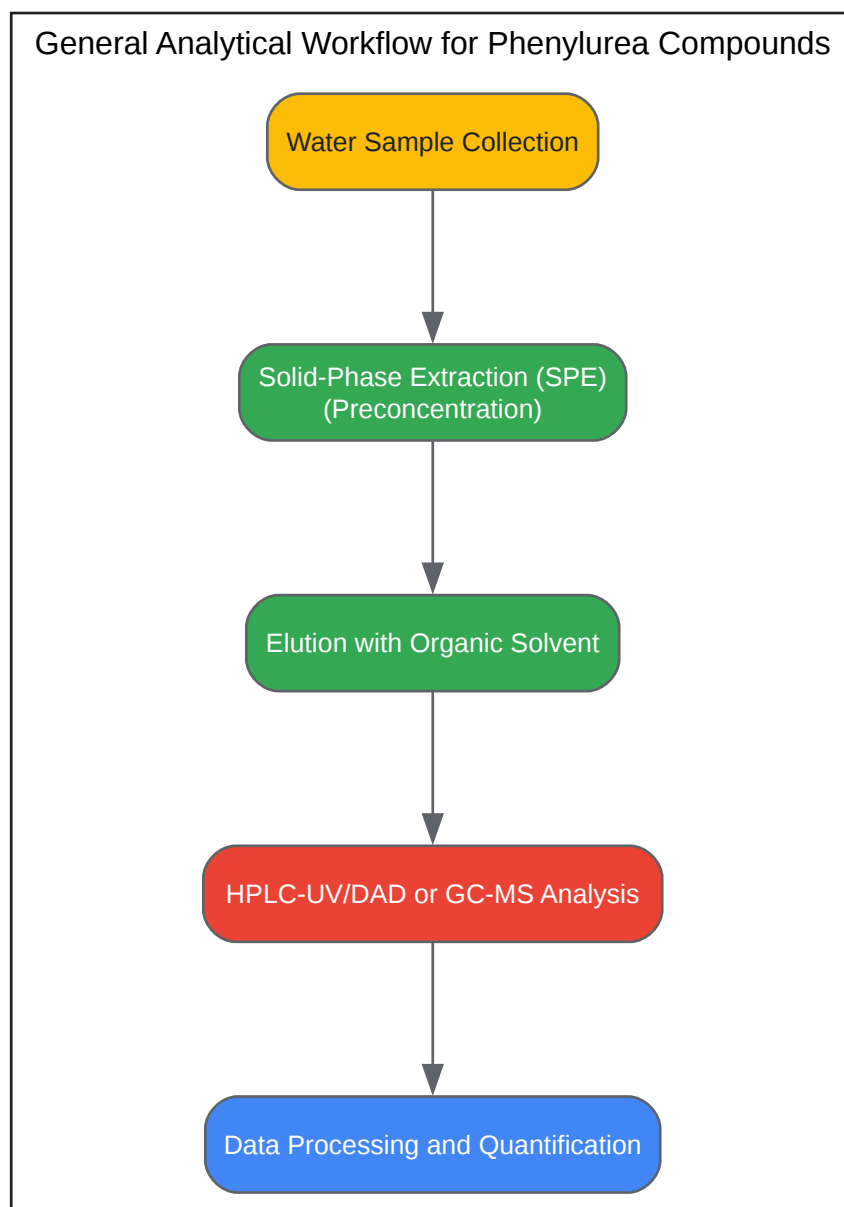 General Analytical Workflow for Phenylurea Compounds
Water Sample Collection
Solid-Phase Extraction (SPE)
(Preconcentration)
Elution with Organic Solvent
HPLC-UV/DAD or GC-MS Analysis
Data Processing and Quantification